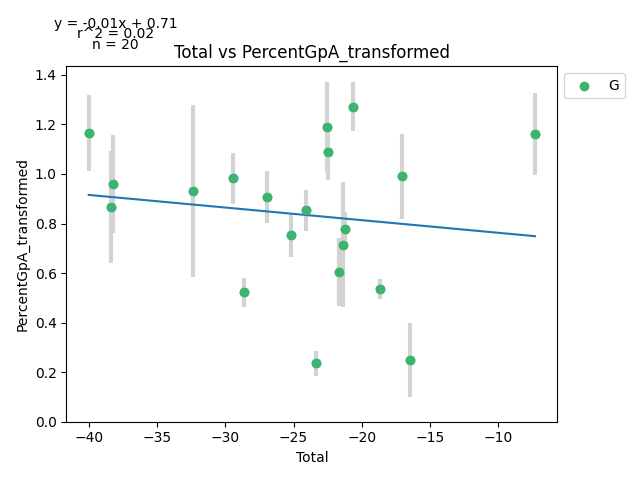 y = -0.01x + 0.71
r^2 = 0.02
n = 20
Total vs PercentGpA_transformed
G
PercentGpA_transformed
1.4
1.2
1.0
0.8
0.6
0.4
0.2
0.0
−40
−35
−30
−25
−20
−15
−10
Total